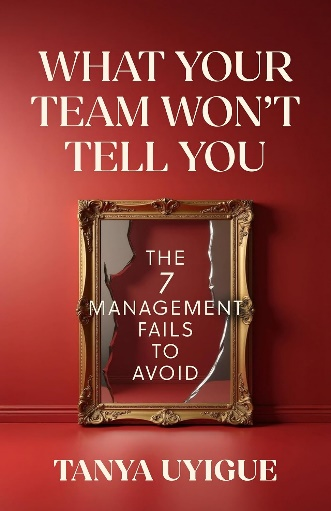 WHAT YOUR
TEAM WON'T
TELL YOU
THE
7
MANAGEMENT
FAILS
TO
AVOID
TANYA UYIGUE